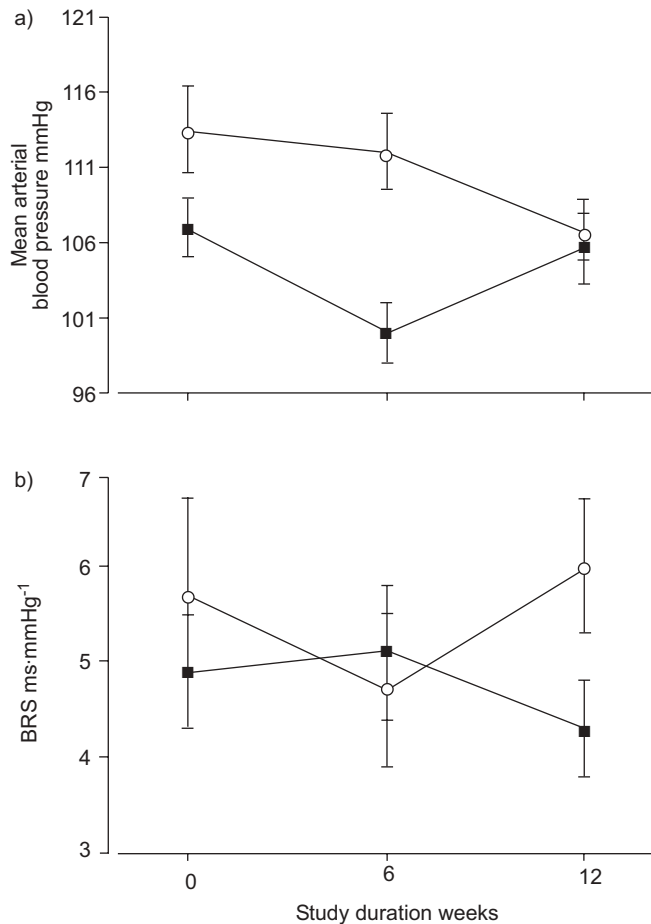 a)
121
116
111
106
101
96
Mean arterial
blood pressure mmHg
b)
7
6
5
4
3
BRS ms·mmHg⁻¹
0
6
12
Study duration weeks